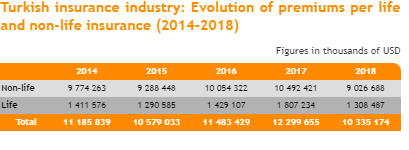 Turkish insurance industry: Evolution of premiums per life
and non-life insurance (2014-2018)
Figures in thousands of USD
2014 2015 2016 2017 2018
Non-life 9 774 263 9 288 448 10 054 322 10 492 421 9 026 688
Life 1 411 576 1 290 585 1 429 107 1 807 234 1 308 487
Total 11 185 839 10 579 033 11 483 429 12 299 655 10 335 174